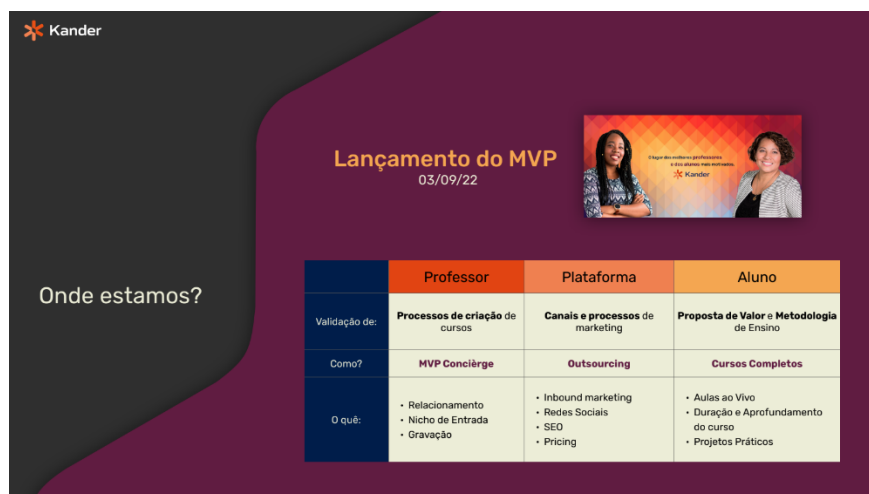 Kander
Lançamento do MVP
03/09/22
O lugar dos melhores professores
e dos alunos mais
Kander
Onde estamos?
Professor
Plataforma
Aluno
Validação de:
Processos de criação de
cursos
Canais e processos de
marketing
Proposta de Valor e Metodologia
de Ensino
Como?
MVP Concièrge
Outsourcing
Cursos Completos
O quê:
• Relacionamento
• Nicho de Entrada
• Gravação
• Inbound marketing
• Redes Sociais
• SEO
• Pricing
• Aulas ao Vivo
• Duração e Aprofundamento
do curso
• Projetos Práticos